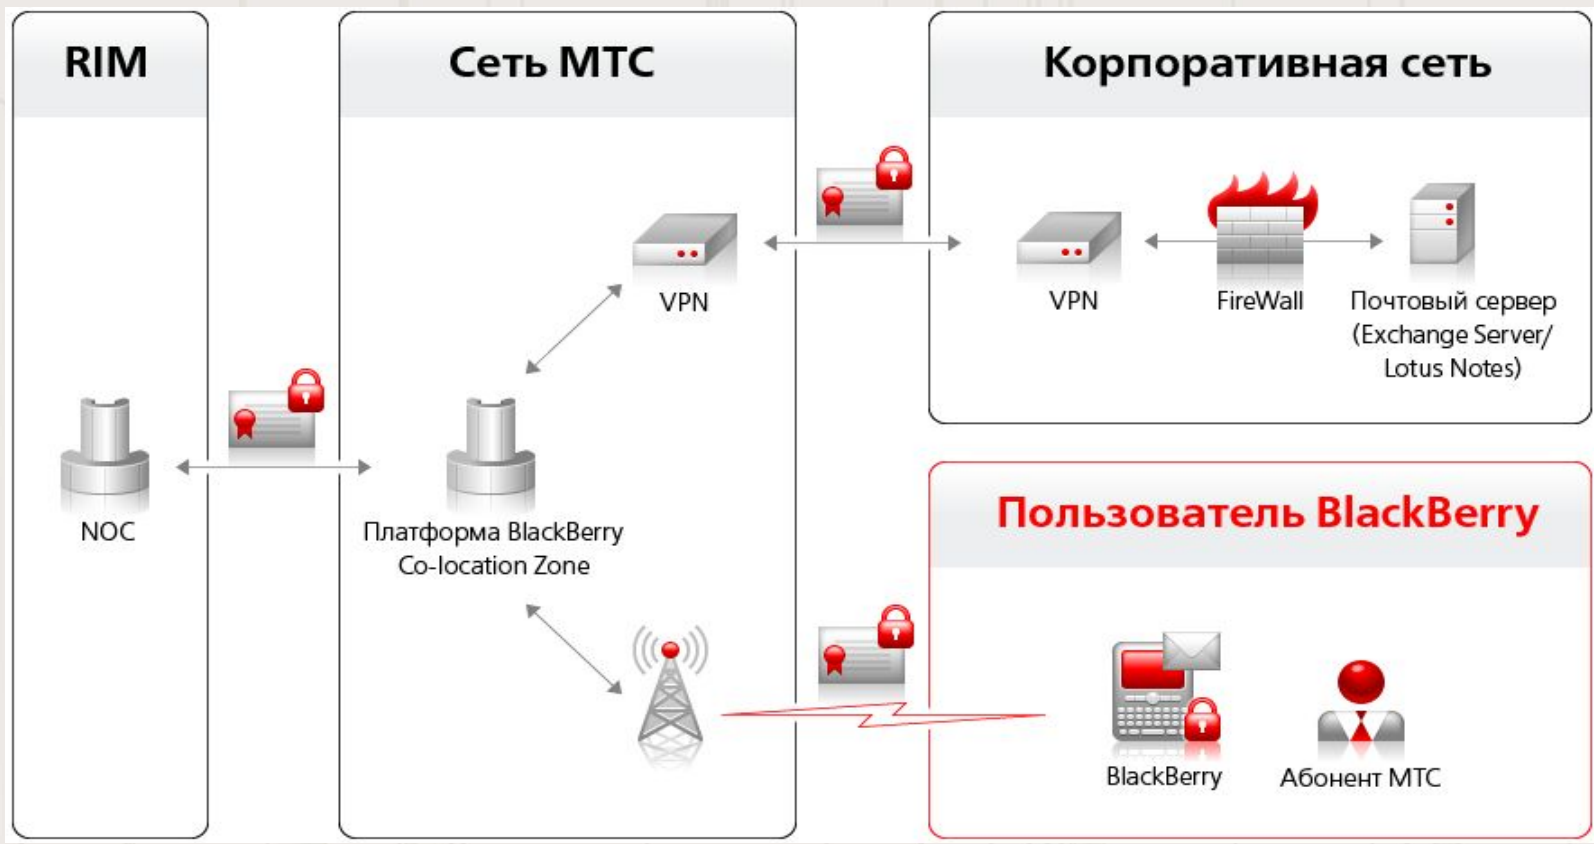 RIM
Сеть МТС
Корпоративная сеть
VPN
VPN
FireWall
Почтовый сервер
(Exchange Server/
Lotus Notes)
NOC
Платформа BlackBerry
Co-location Zone
Пользователь BlackBerry
BlackBerry
Абонент МТС